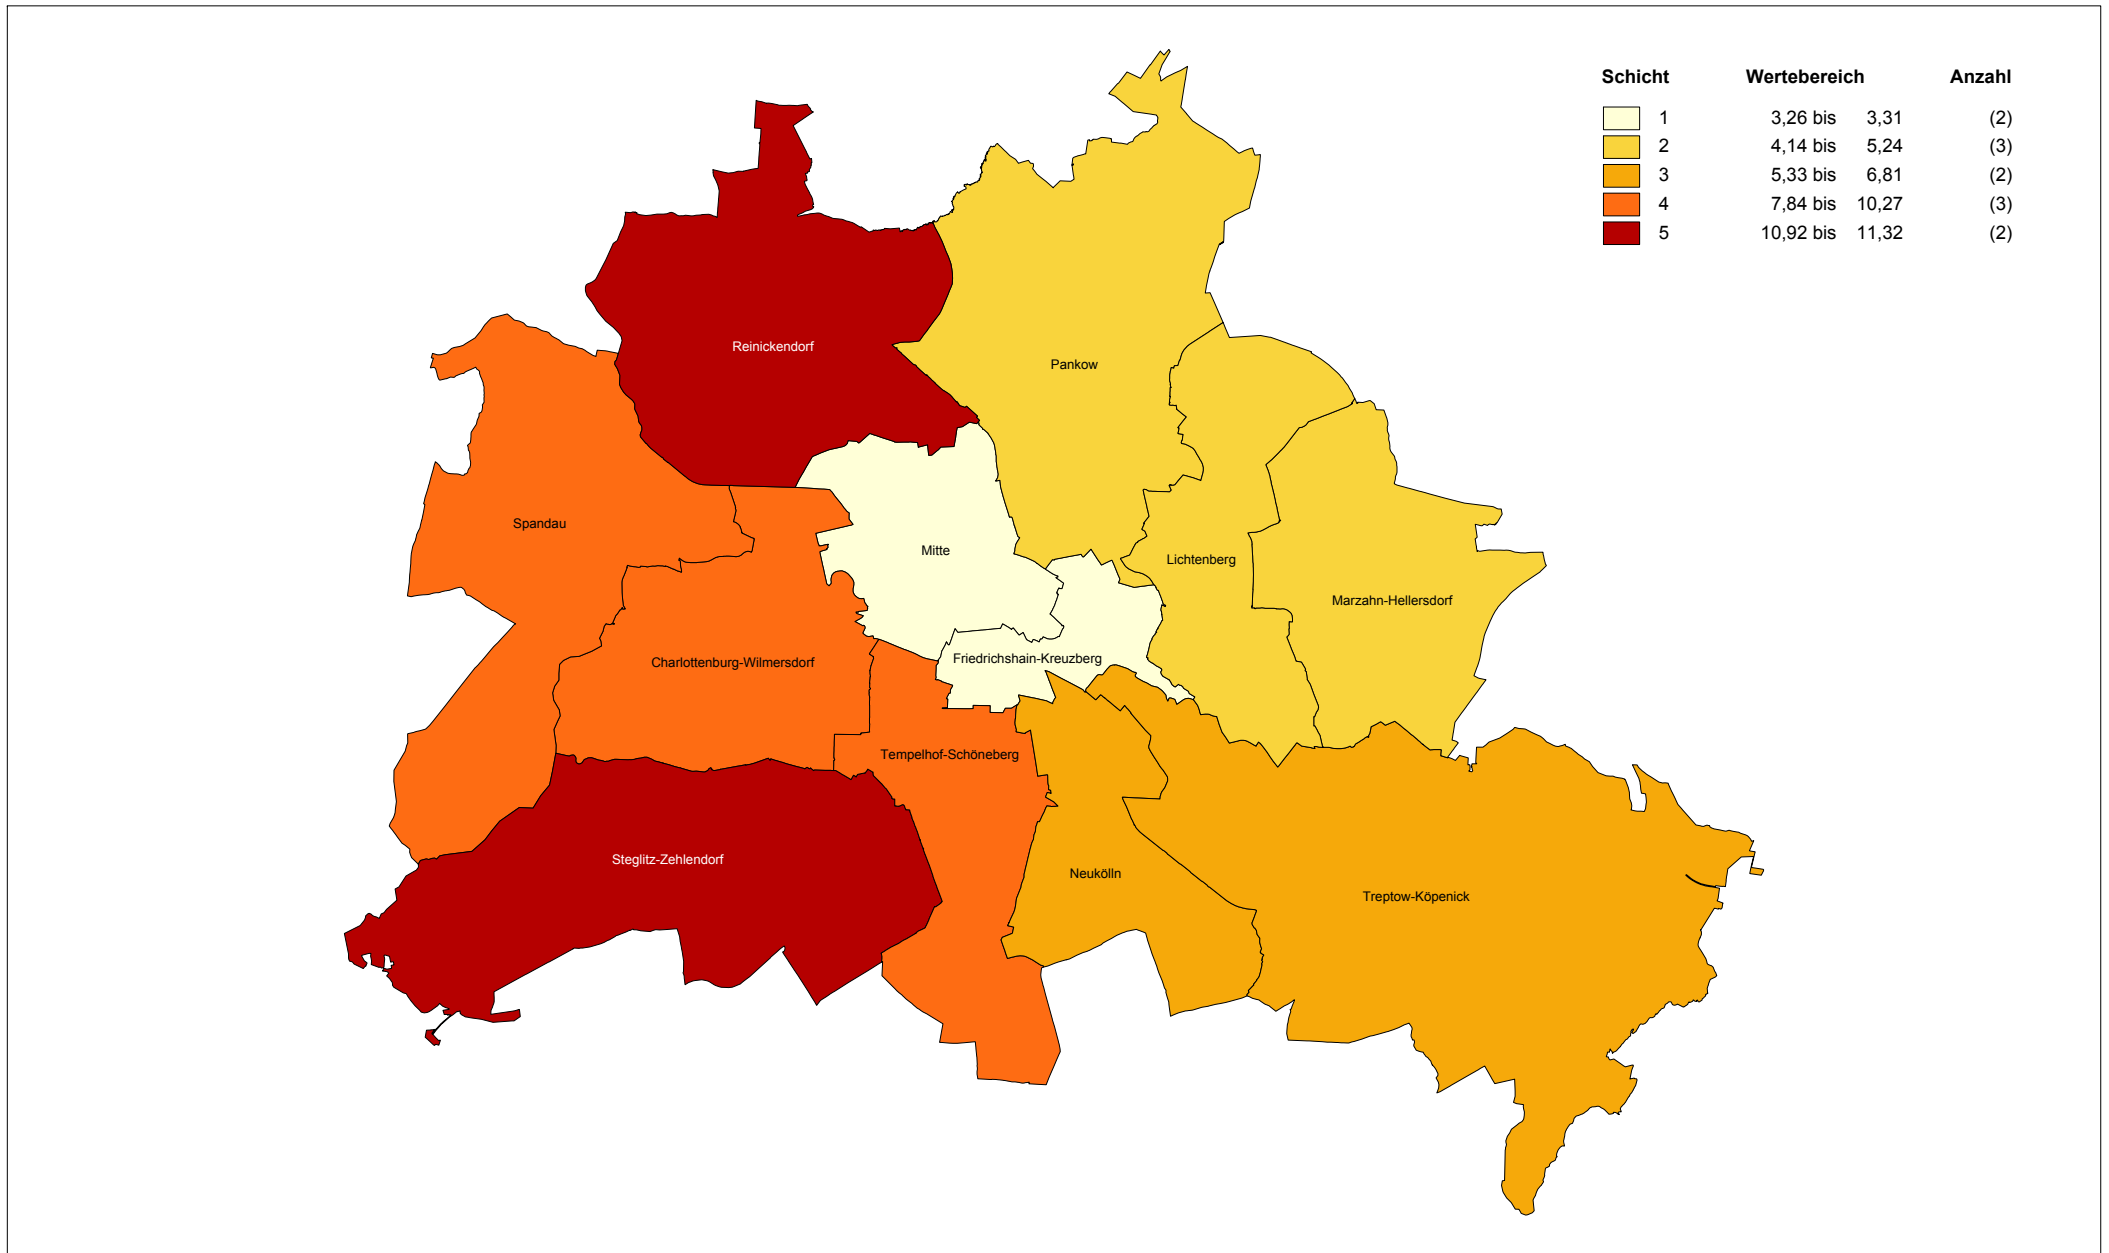 Schicht Wertebereich Anzahl
1 3,26 bis 3,31 (2)
2 4,14 bis 5,24 (3)
3 5,33 bis 6,81 (2)
4 7,84 bis 10,27 (3)
5 10,92 bis 11,32 (2)
Reinickendorf
Pankow
Spandau
Mitte
Lichtenberg
Marzahn-Hellersdorf
Charlottenburg-Wilmersdorf
Friedrichshain-Kreuzberg
Tempelhof-Schöneberg
Steglitz-Zehlendorf
Neukölln
Treptow-Köpenick